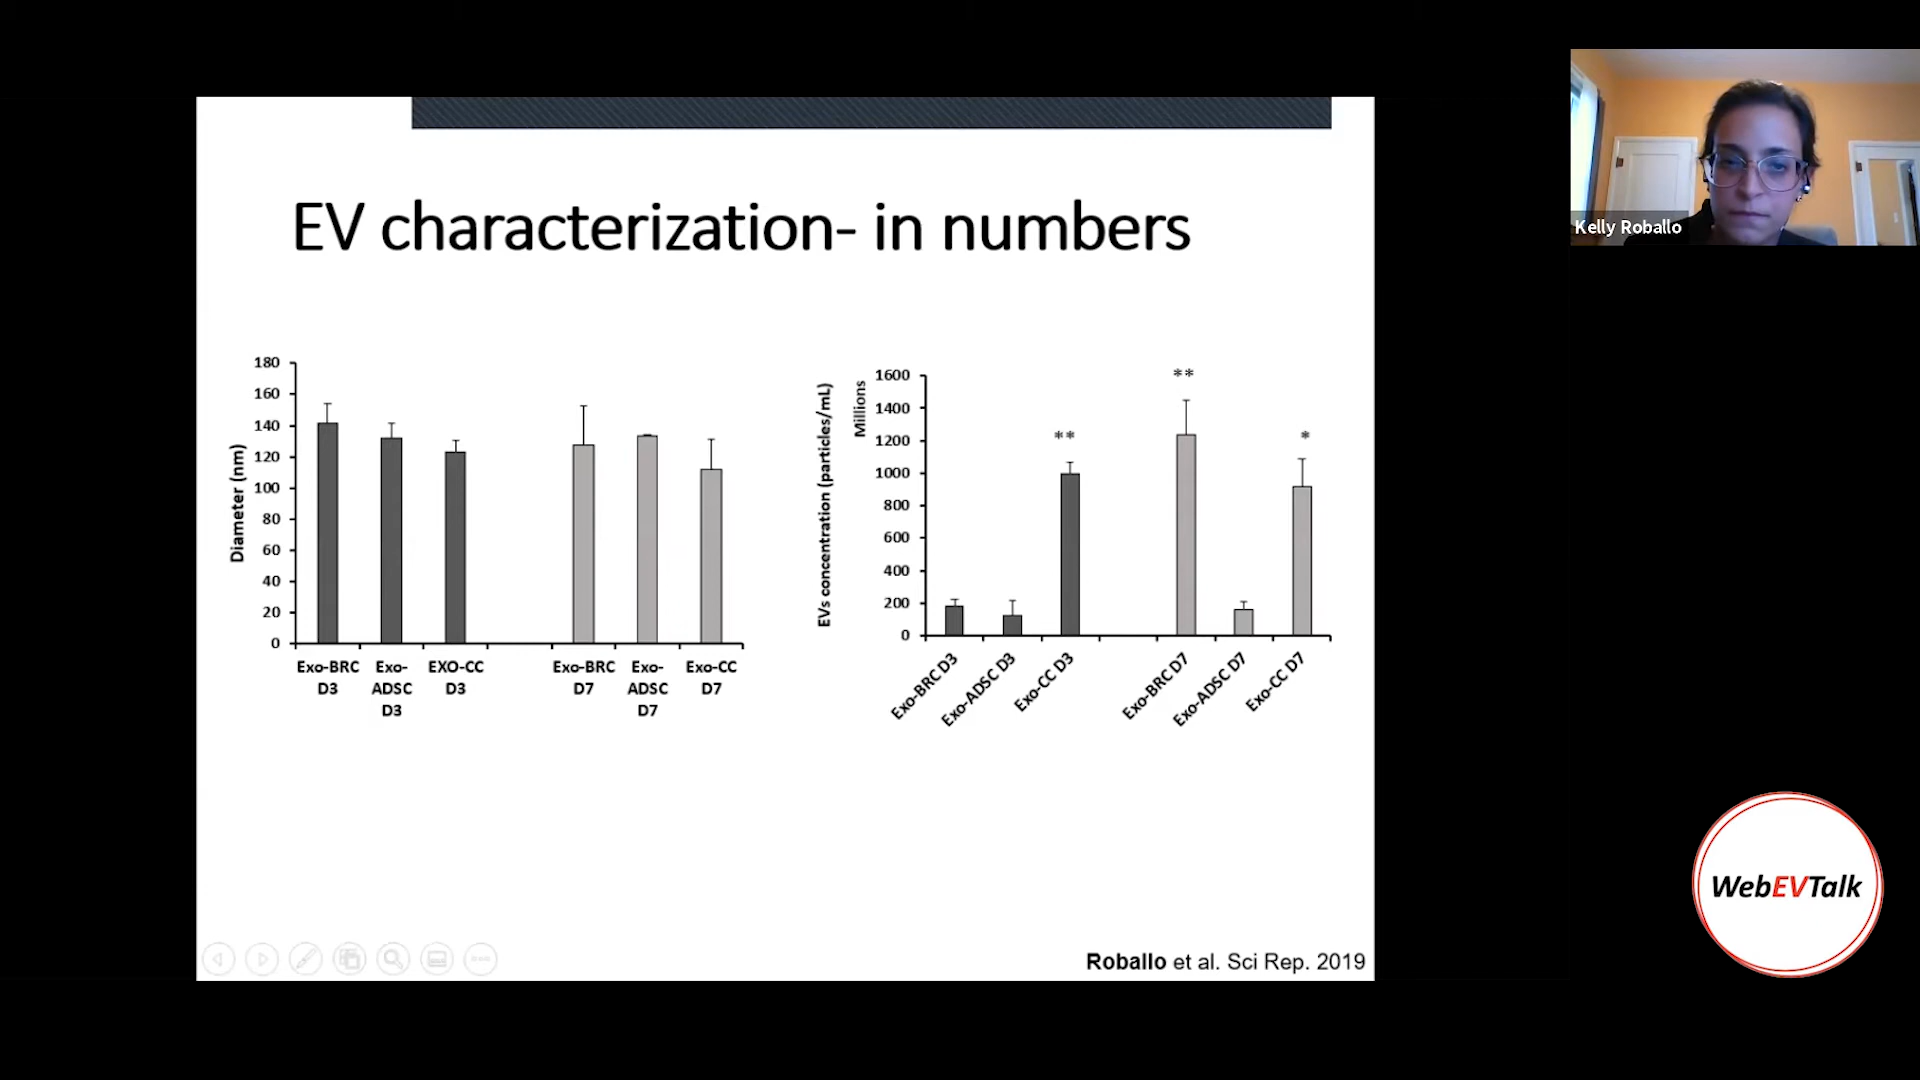 EV characterization- in numbers
Diameter (nm)
180
160
140
120
100
80
60
40
20
0
Exo-BRC D3
Exo-ADSC D3
EXO-CC D3
Exo-BRC D7
Exo-ADSC D7
Exo-CC D7
EVs concentration (particles/mL)
Millions
1600
1400
1200
1000
800
600
400
200
0
**
**
*
Exo-BRC D3
Exo-ADSC D3
Exo-CC D3
Exo-BRC D7
Exo-ADSC D7
Exo-CC D7
Roballo et al. Sci Rep. 2019
Kelly Roballo
WebEVTalk